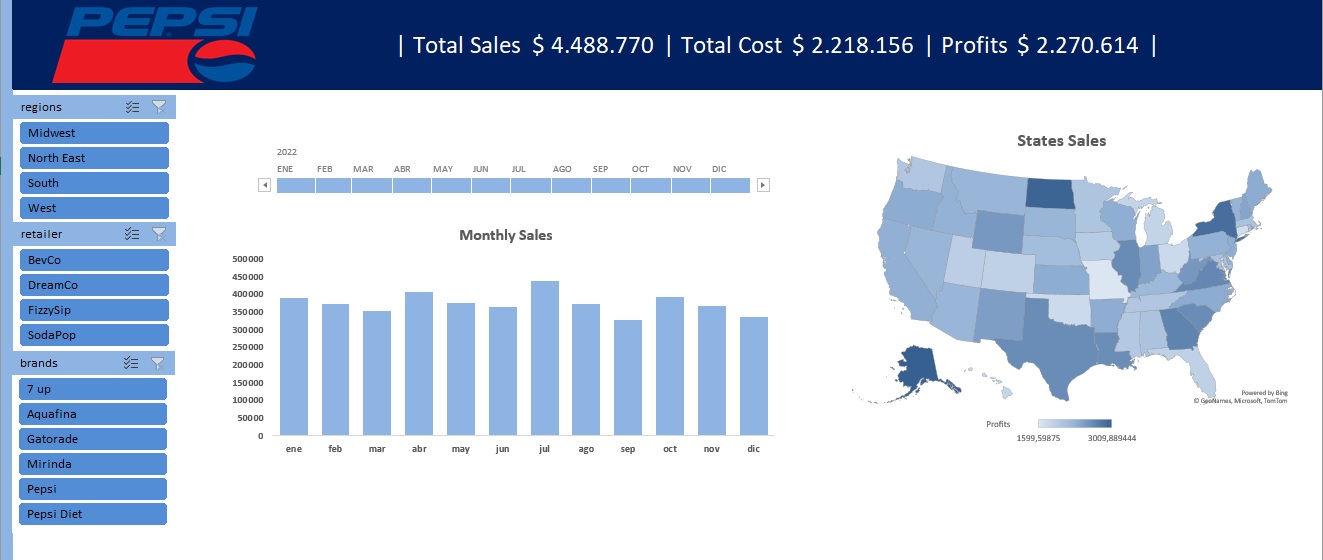 PEPSI
| Total Sales $ 4.488.770 | Total Cost $ 2.218.156 | Profits $ 2.270.614 |
regions
Midwest
North East
South
West
retailer
BevCo
DreamCo
FizzySip
SodaPop
brands
7 up
Aquafina
Gatorade
Mirinda
Pepsi
Pepsi Diet
2022
ENE FEB MAR ABR MAY JUN JUL AGO SEP OCT NOV DIC
Monthly Sales
500000
450000
400000
350000
300000
250000
200000
150000
100000
50000
0
ene feb mar abr may jun jul ago sep oct nov dic
States Sales
Powered by Bing
© GeoNames, Microsoft, TomTom
Profits
1599,59875 3009,889444